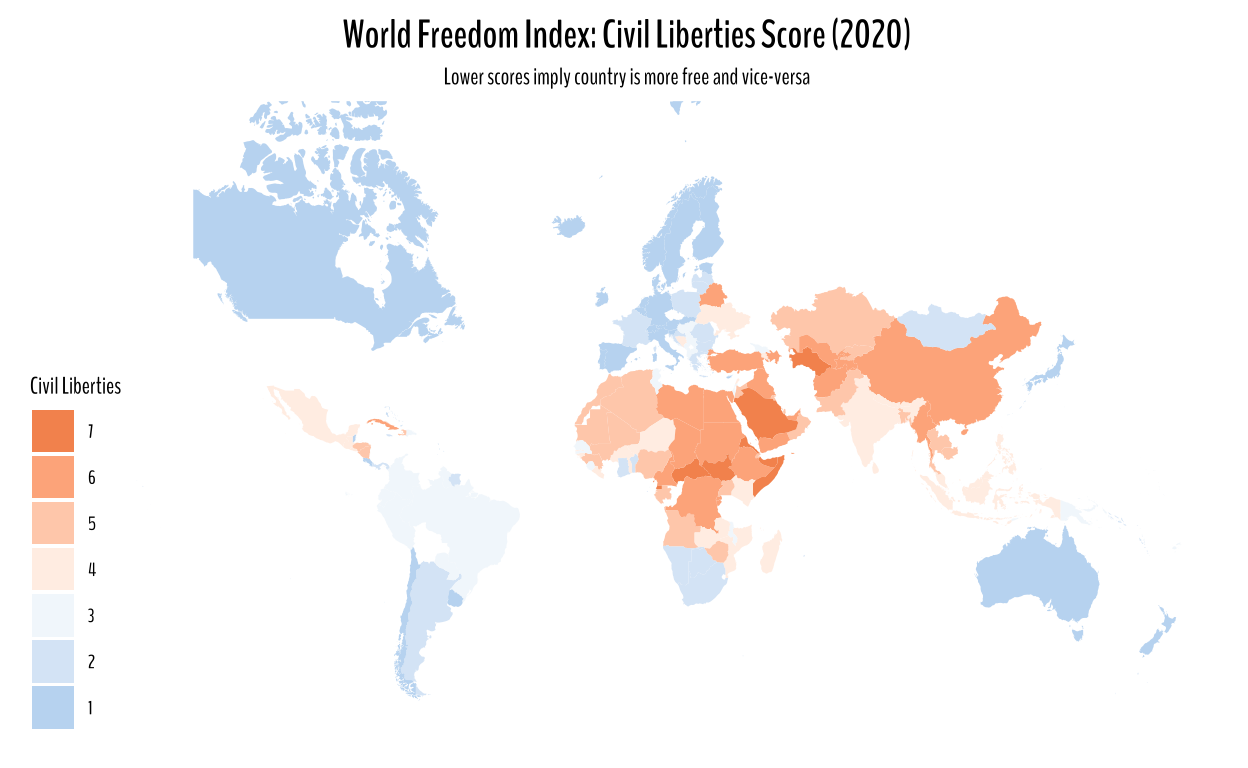 World Freedom Index: Civil Liberties Score (2020)
Lower scores imply country is more free and vice-versa
Civil Liberties
7
6
5
4
3
2
1